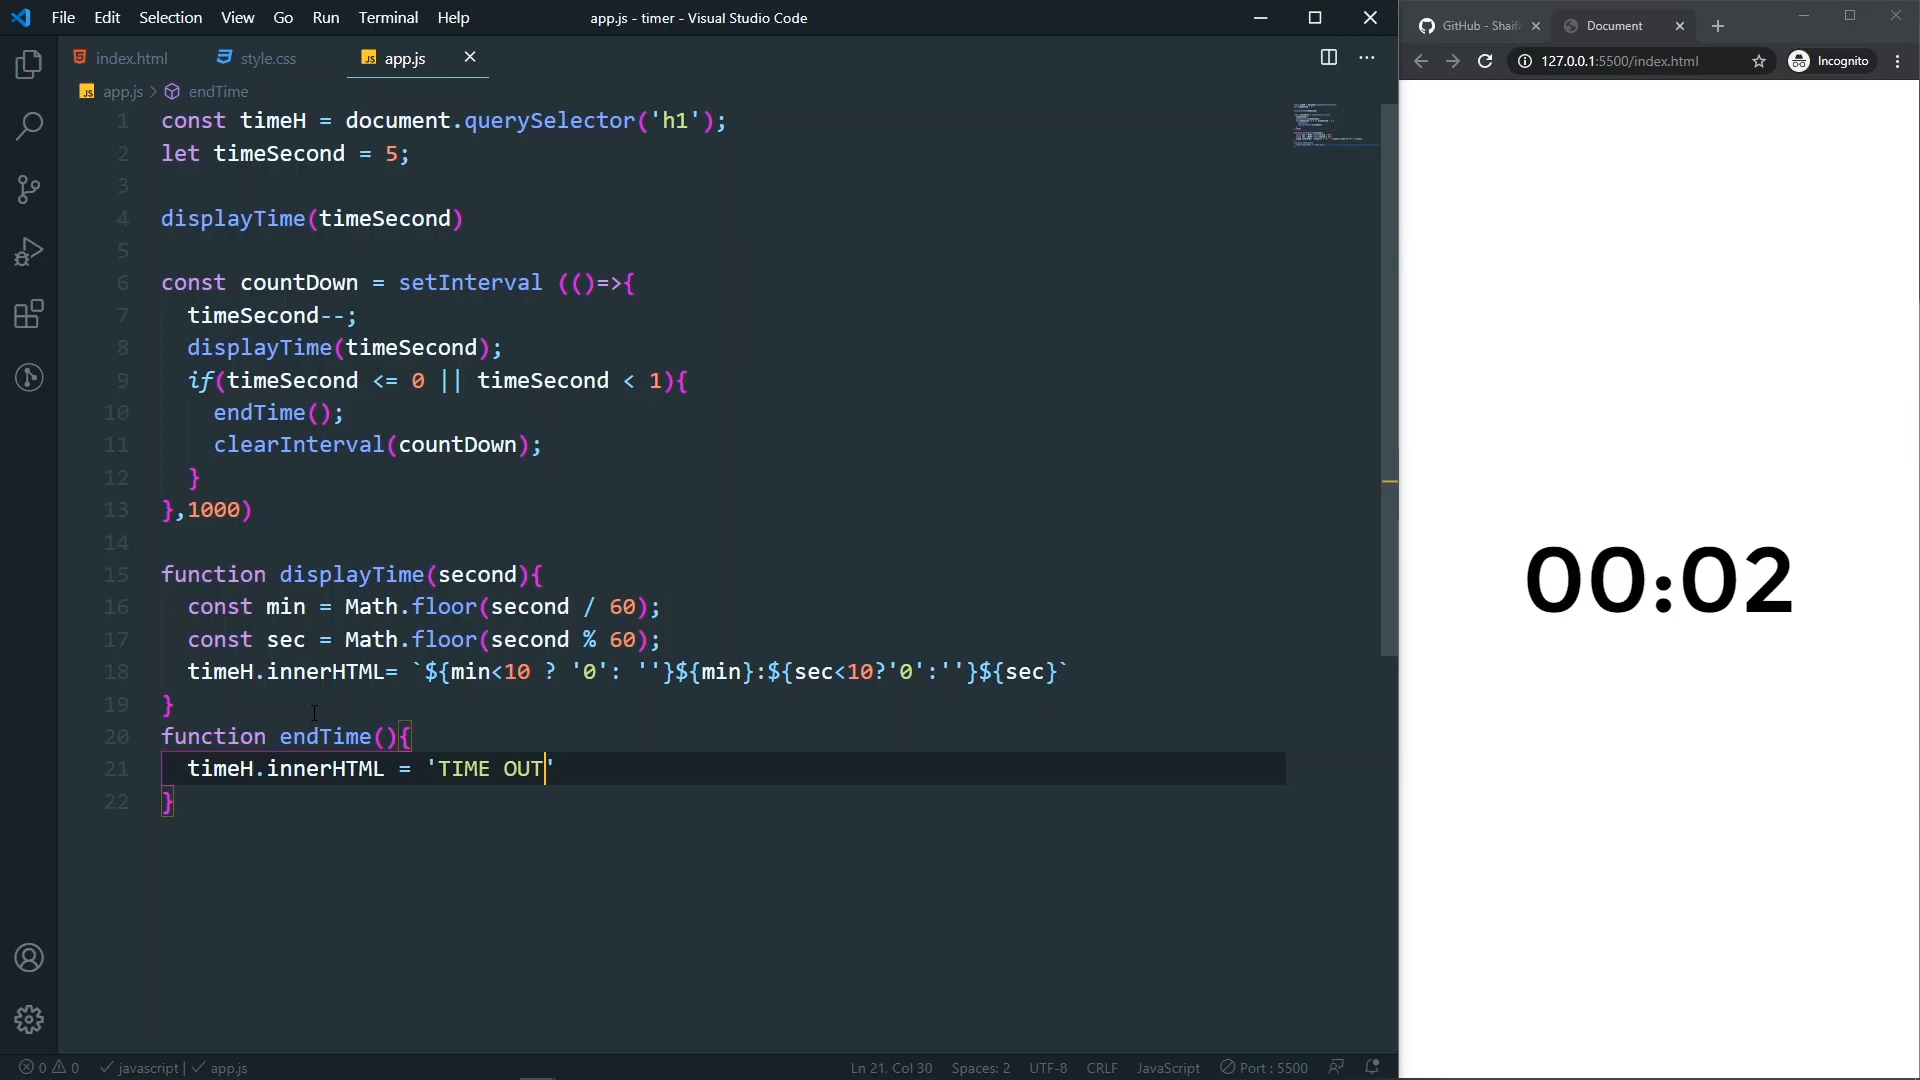 File Edit Selection View Go Run Terminal Help
app.js - timer - Visual Studio Code
index.html
style.css
JS app.js
JS app.js > endTime
1 const timeH = document.querySelector('h1');
2 let timeSecond = 5;
3
4 displayTime(timeSecond)
5
6 const countDown = setInterval (()=>{
7 timeSecond--;
8 displayTime(timeSecond);
9 if(timeSecond <= 0 || timeSecond < 1){
10 endTime();
11 clearInterval(countDown);
12 }
13 },1000)
14
15 function displayTime(second){
16 const min = Math.floor(second / 60);
17 const sec = Math.floor(second % 60);
18 timeH.innerHTML= `${min<10 ? '0': ''}${min}:${sec<10?'0':''}${sec}`
19 }
20 function endTime(){
21 timeH.innerHTML = 'TIME OUT'
22 }
0 0 javascript | app.js
Ln 21, Col 30 Spaces: 2 UTF-8 CRLF JavaScript Port : 5500
GitHub - Shaif
Document
127.0.0.1:5500/index.html
Incognito
00:02